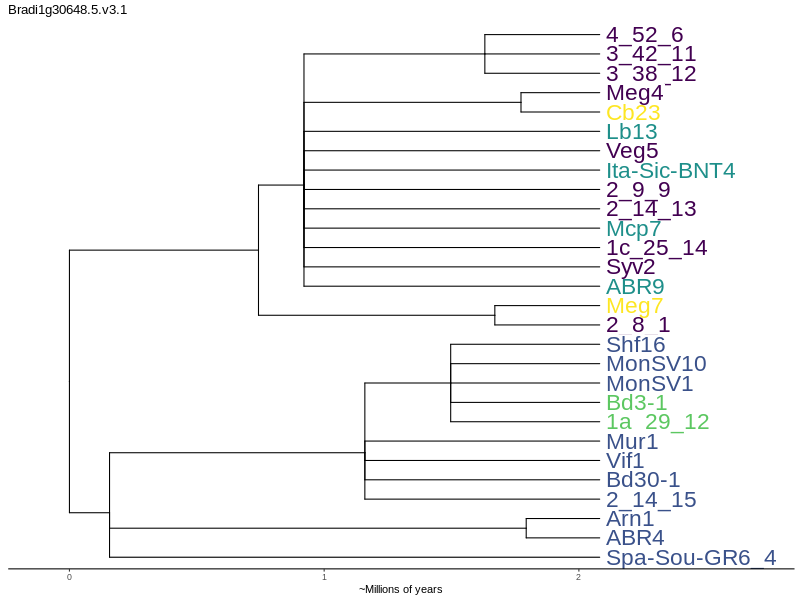 Bradi1g30648.5.v3.1
4_52_6
3_42_11
3_38_12
Meg4
Cb23
Lb13
Veg5
Ita-Sic-BNT4
2_9_9
2_14_13
Mcp7
1c_25_14
Syv2
ABR9
Meg7
2_8_1
Shf16
MonSV10
MonSV1
Bd3-1
1a_29_12
Mur1
Vif1
Bd30-1
2_14_15
Arn1
ABR4
Spa-Sou-GR6_4
0 1 2
~Millions of years